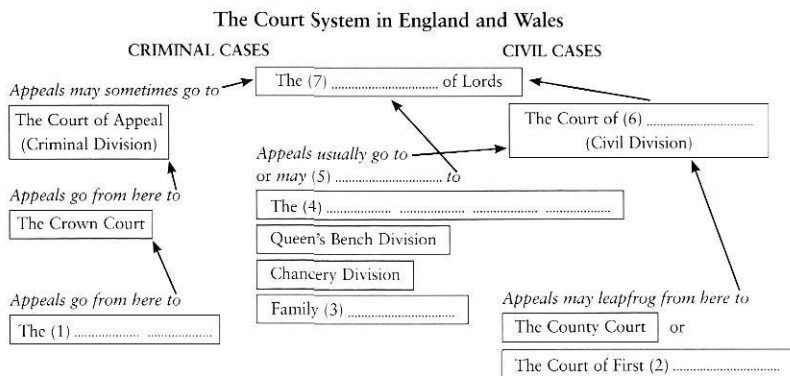 The Court System in England and Wales
CRIMINAL CASES
CIVIL CASES
Appeals may sometimes go to
The (7) ........................ of Lords
The Court of Appeal
(Criminal Division)
The Court of (6) ........................
(Civil Division)
Appeals usually go to
or may (5) ........................ to
Appeals go from here to
The (4) .................... .................... .................... ....................
The Crown Court
Queen's Bench Division
Chancery Division
Appeals go from here to
Family (3) ........................
Appeals may leapfrog from here to
The (1) .................... ....................
The County Court or
The Court of First (2) ........................